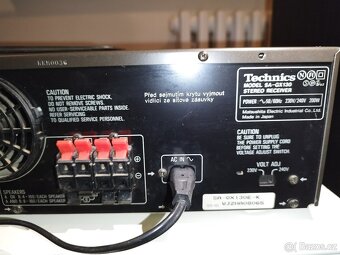 CAUTION
TO PREVENT ELECTRIC SHOCK,
DO NOT REMOVE COVER.
NO USER-SERVICEABLE PARTS
INSIDE.
REFER SERVICING
TO QUALIFIED SERVICE PERSONNEL.
Před sejmutím krytu vyjmout
vidlici ze síťové zásuvky
Technics
MODEL SA-GX130
STEREO RECEIVER
POWER 50/60Hz 230V/240V 200W
Matsushita Electric Industrial Co., Ltd.
Made in Japan
CAUTION
BE SURE TO UNPLUG
THE POWER SUPPLY CORD
BEFORE SETTING THE
VOLTAGE ADJUST SWITCH.
AC IN
VOLT ADJ
230V
240V
SPEAKERS
SA-GX130E-K